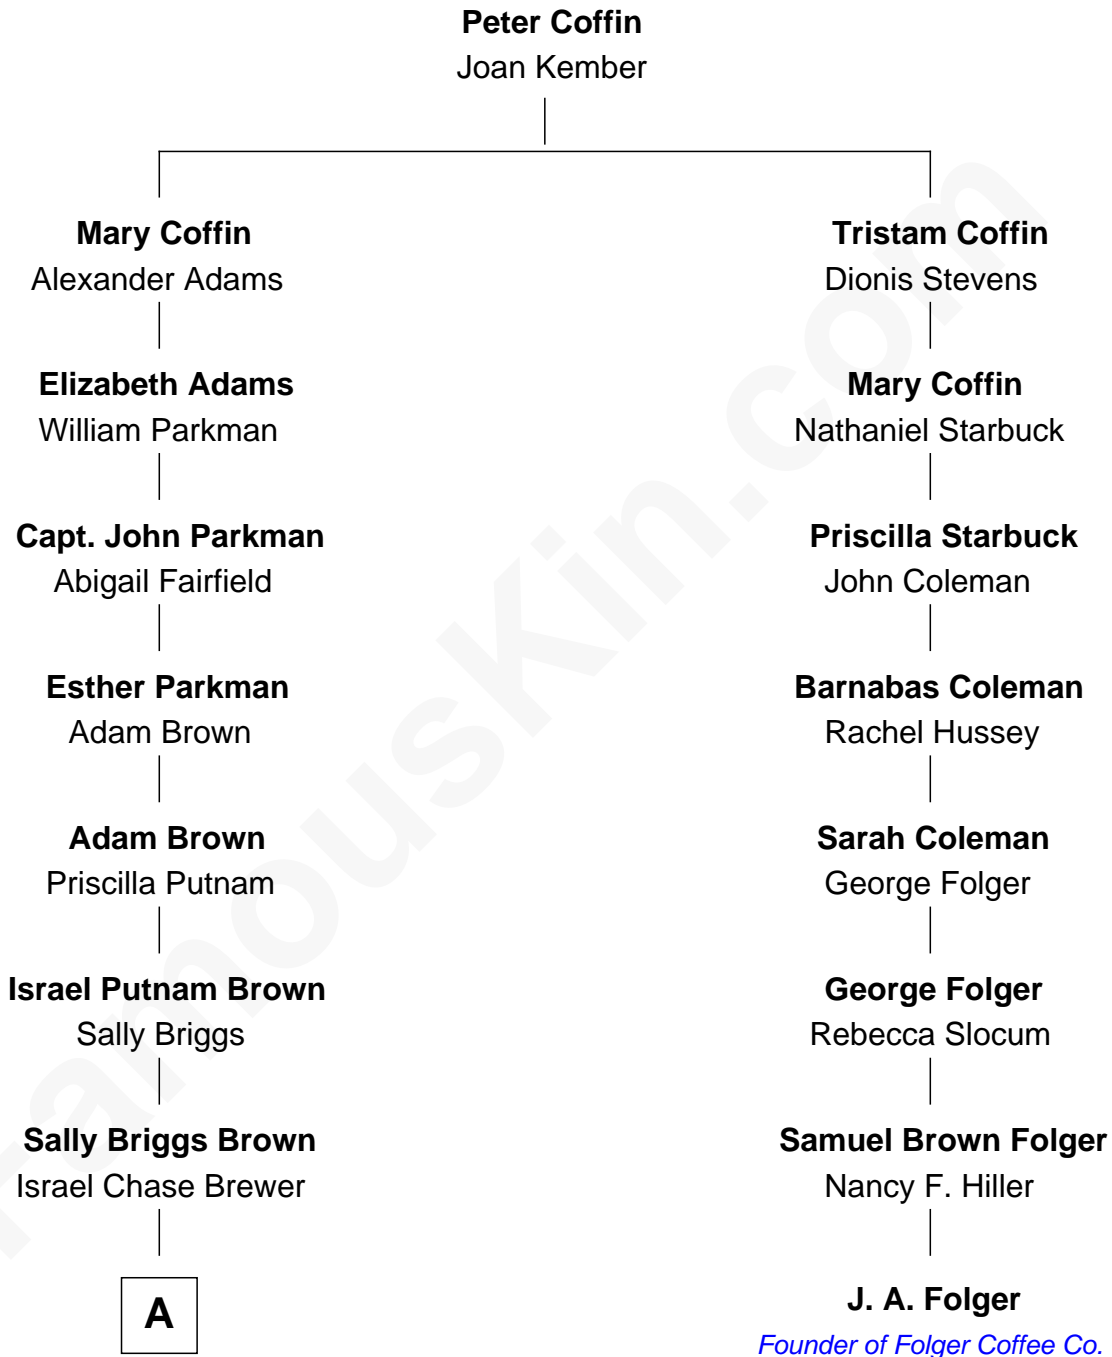 Peter Coffin
Joan Kember
Mary Coffin
Alexander Adams
Tristam Coffin
Dionis Stevens
Elizabeth Adams
William Parkman
Mary Coffin
Nathaniel Starbuck
Capt. John Parkman
Abigail Fairfield
Priscilla Starbuck
John Coleman
Esther Parkman
Adam Brown
Barnabas Coleman
Rachel Hussey
Adam Brown
Priscilla Putnam
Sarah Coleman
George Folger
Israel Putnam Brown
Sally Briggs
George Folger
Rebecca Slocum
Sally Briggs Brown
Israel Chase Brewer
Samuel Brown Folger
Nancy F. Hiller
A
J. A. Folger
Founder of Folger Coffee Co.
FamousKin.com